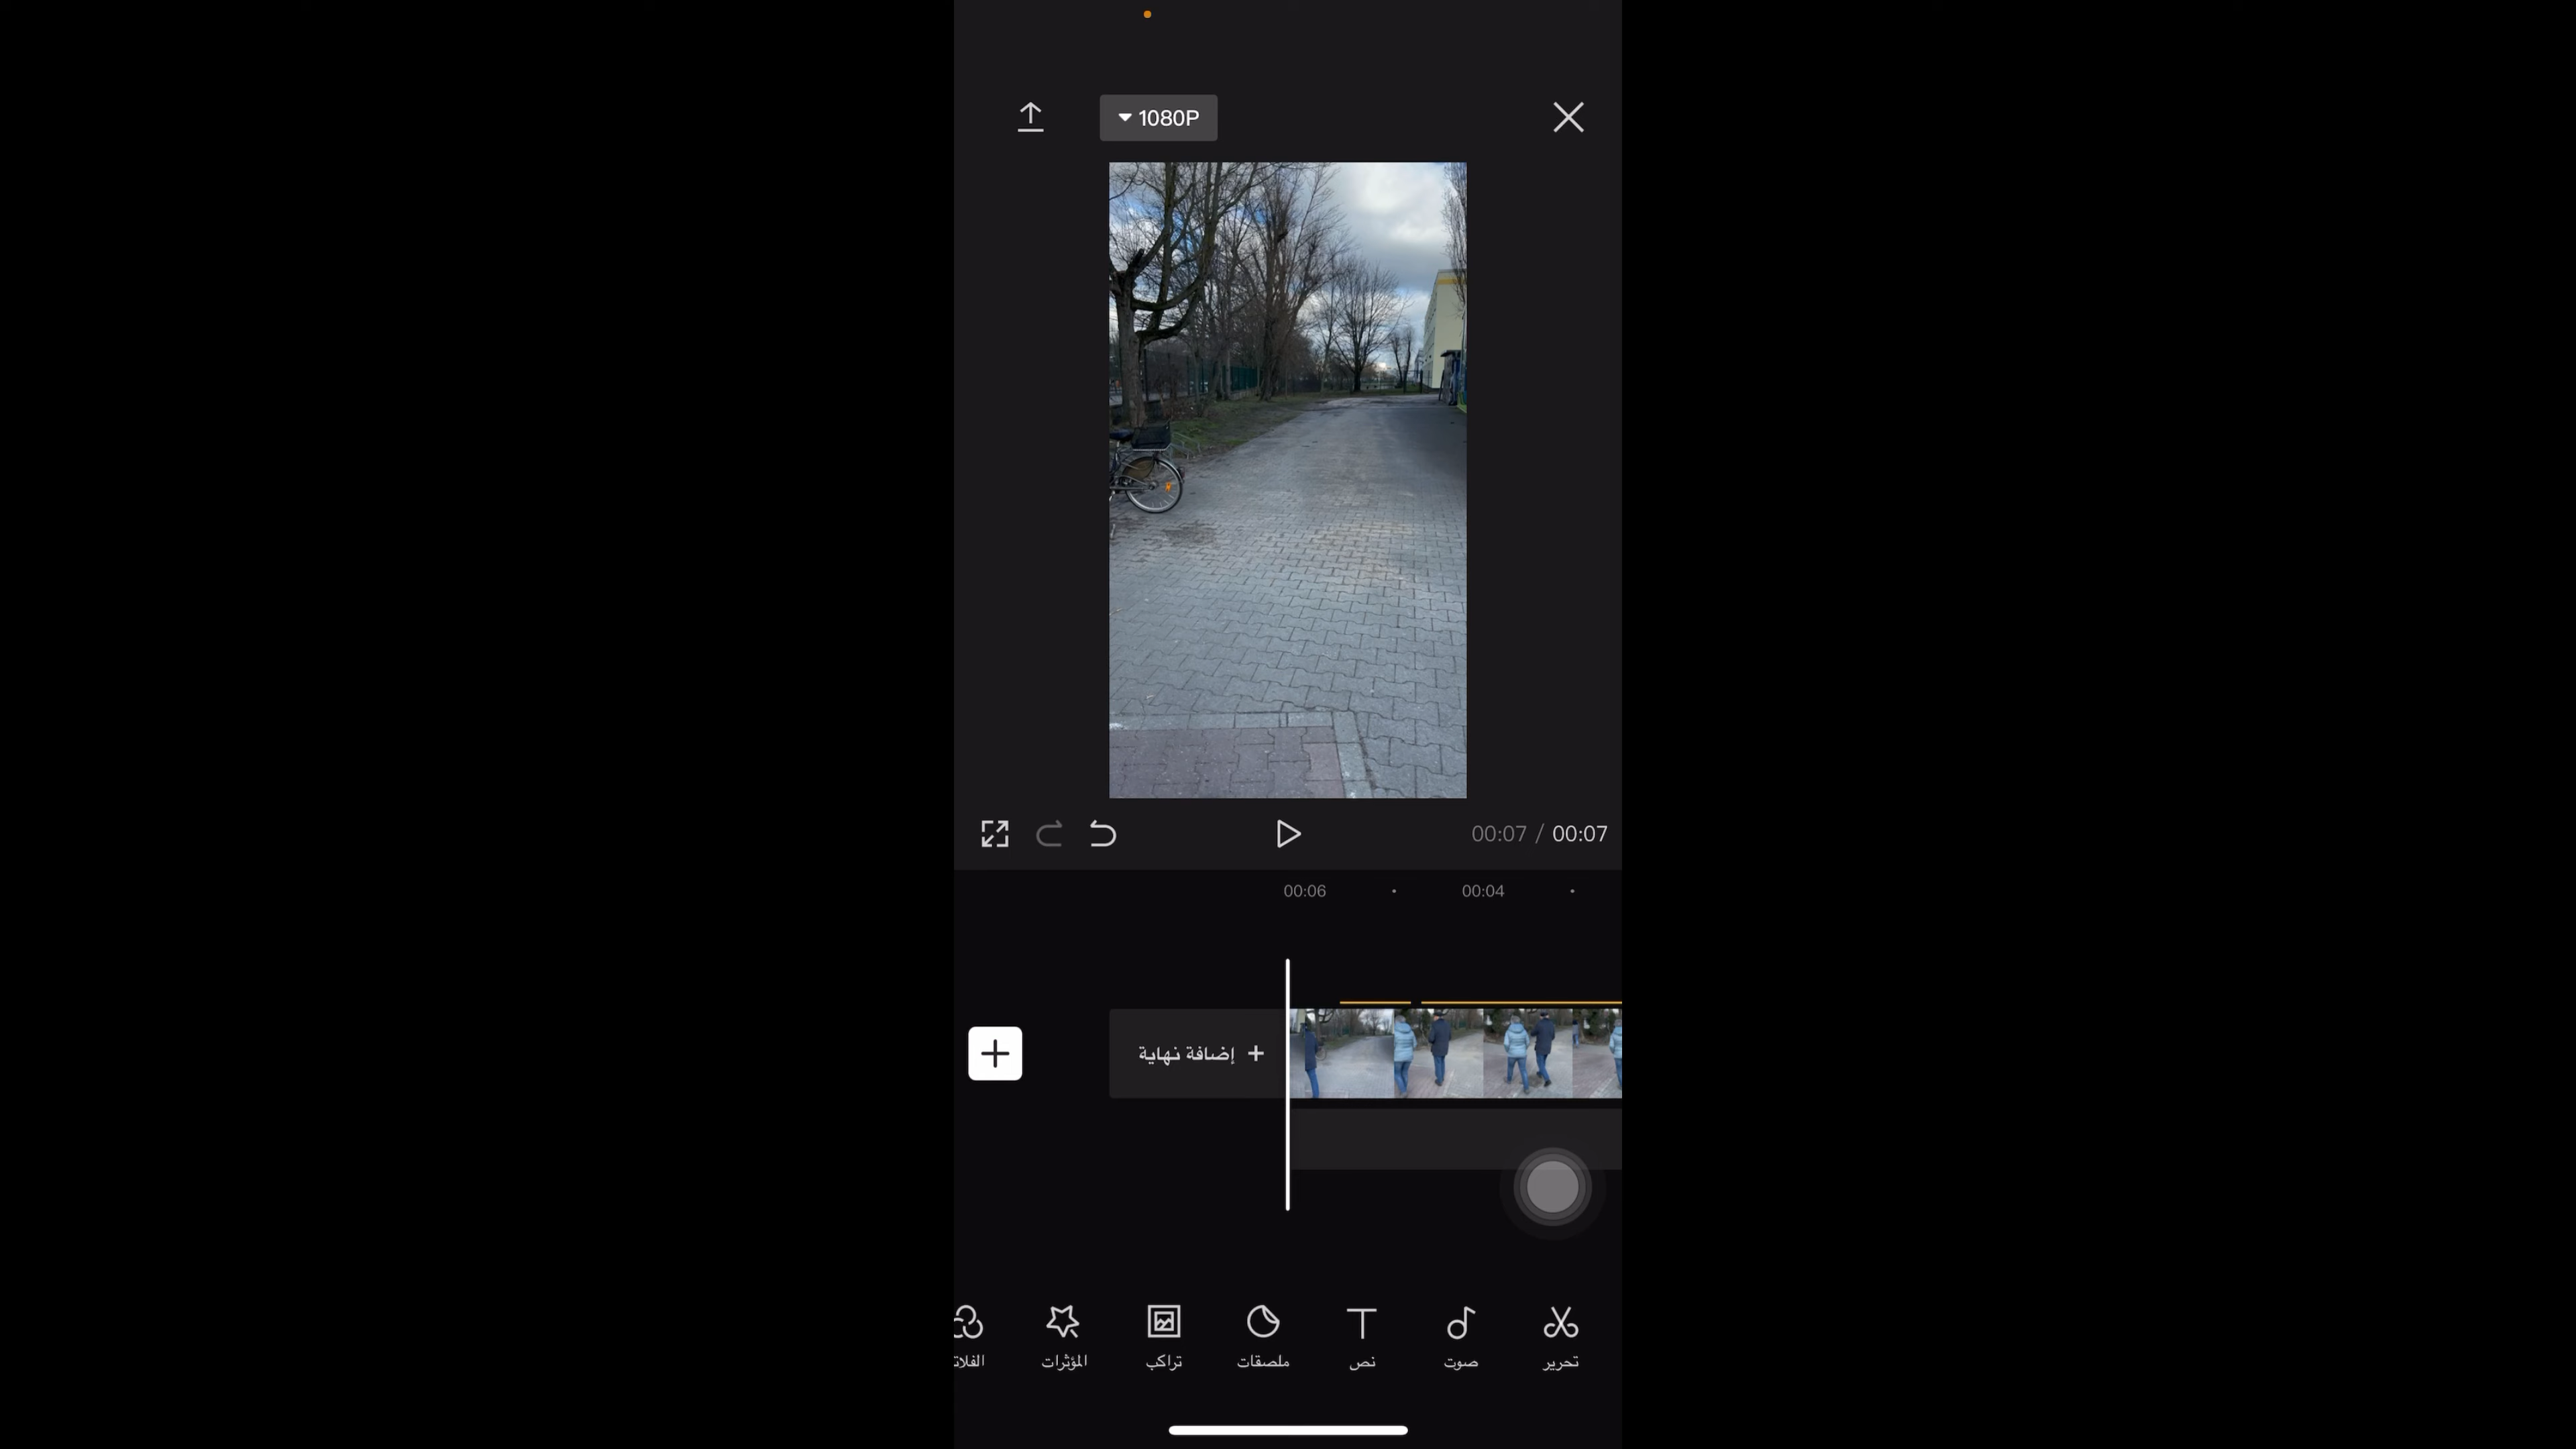 1080P
00:07 / 00:07
00:06
00:04
+ إضافة نهاية
تحرير
صوت
نص
ملصقات
تراكب
المؤثرات